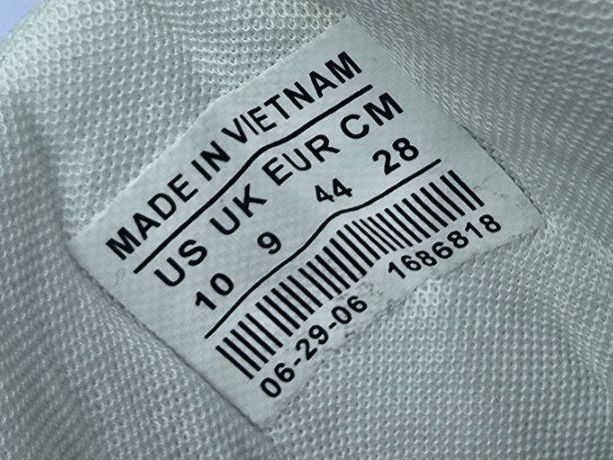 MADE IN VIETNAM
US UK EUR CM
10 9 44 28
06-29-06 1686818